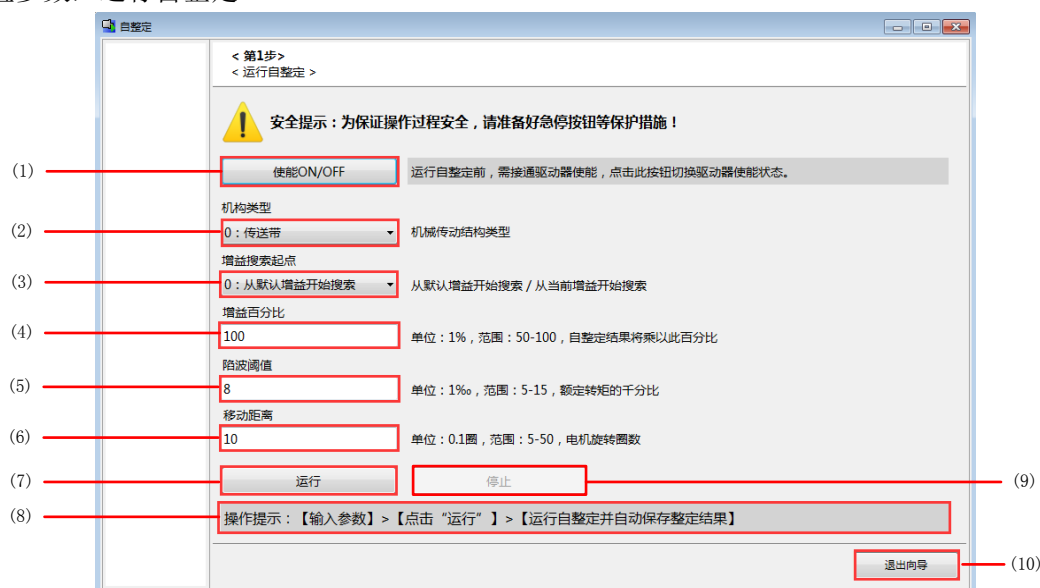 自整定
< 第1步>
< 运行自整定 >
安全提示：为保证操作过程安全，请准备好急停按钮等保护措施！
(1) 使能ON/OFF 运行自整定前，需接通驱动器使能，点击此按钮切换驱动器使能状态。
机构类型
(2) 0：传送带 机械传动结构类型
增益搜索起点
(3) 0：从默认增益开始搜索 从默认增益开始搜索 / 从当前增益开始搜索
增益百分比
(4) 100 单位：1%，范围：50-100，自整定结果将乘以此百分比
陷波阈值
(5) 8 单位：1‰，范围：5-15，额定转矩的千分比
移动距离
(6) 10 单位：0.1圈，范围：5-50，电机旋转圈数
(7) 运行 停止 (9)
(8) 操作提示：【输入参数】>【点击“运行”】>【运行自整定并自动保存整定结果】
退出向导 (10)